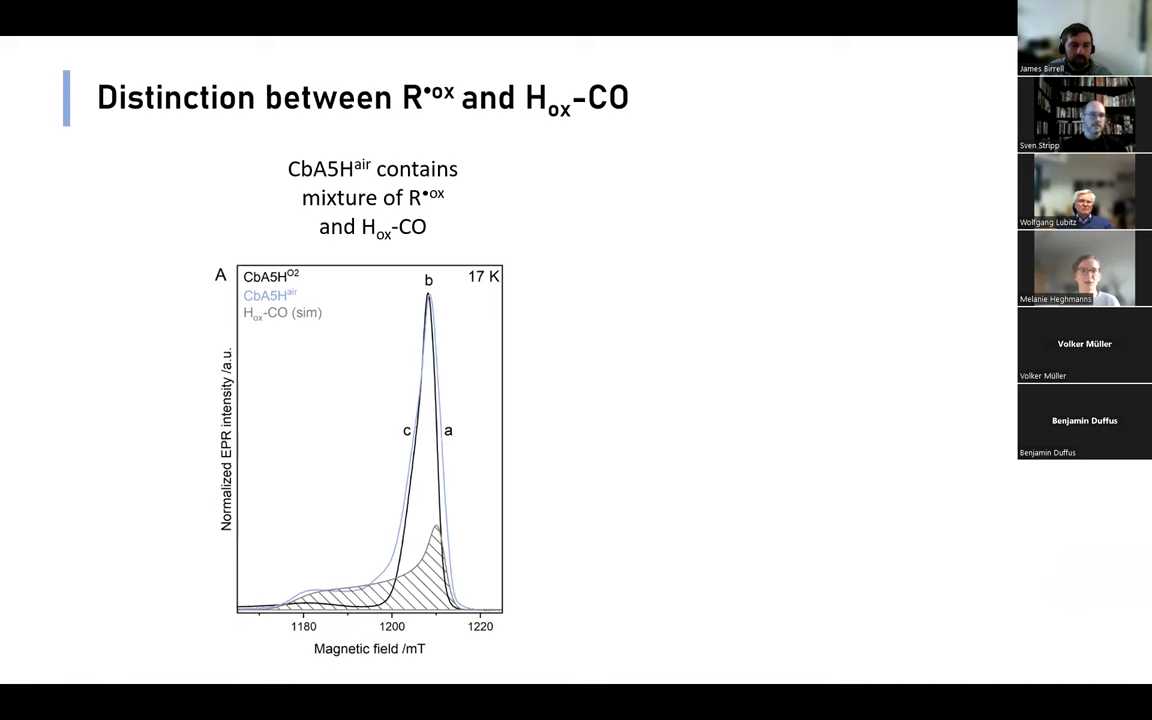 Distinction between R•ox and Hox-CO
CbA5Hair contains
mixture of R•ox
and Hox-CO
A
CbA5HO2
CbA5Hair
Hox-CO (sim)
b
17 K
c
a
Normalized EPR intensity /a.u.
1180
1200
1220
Magnetic field /mT
James Birrell
Sven Stripp
Wolfgang Lubitz
Melanie Heghmanns
Volker Müller
Volker Müller
Benjamin Duffus
Benjamin Duffus